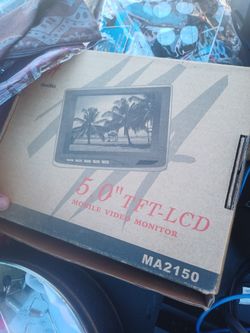 5.0" TFT-LCD
MOBILE VIDEO MONITOR
MA2150